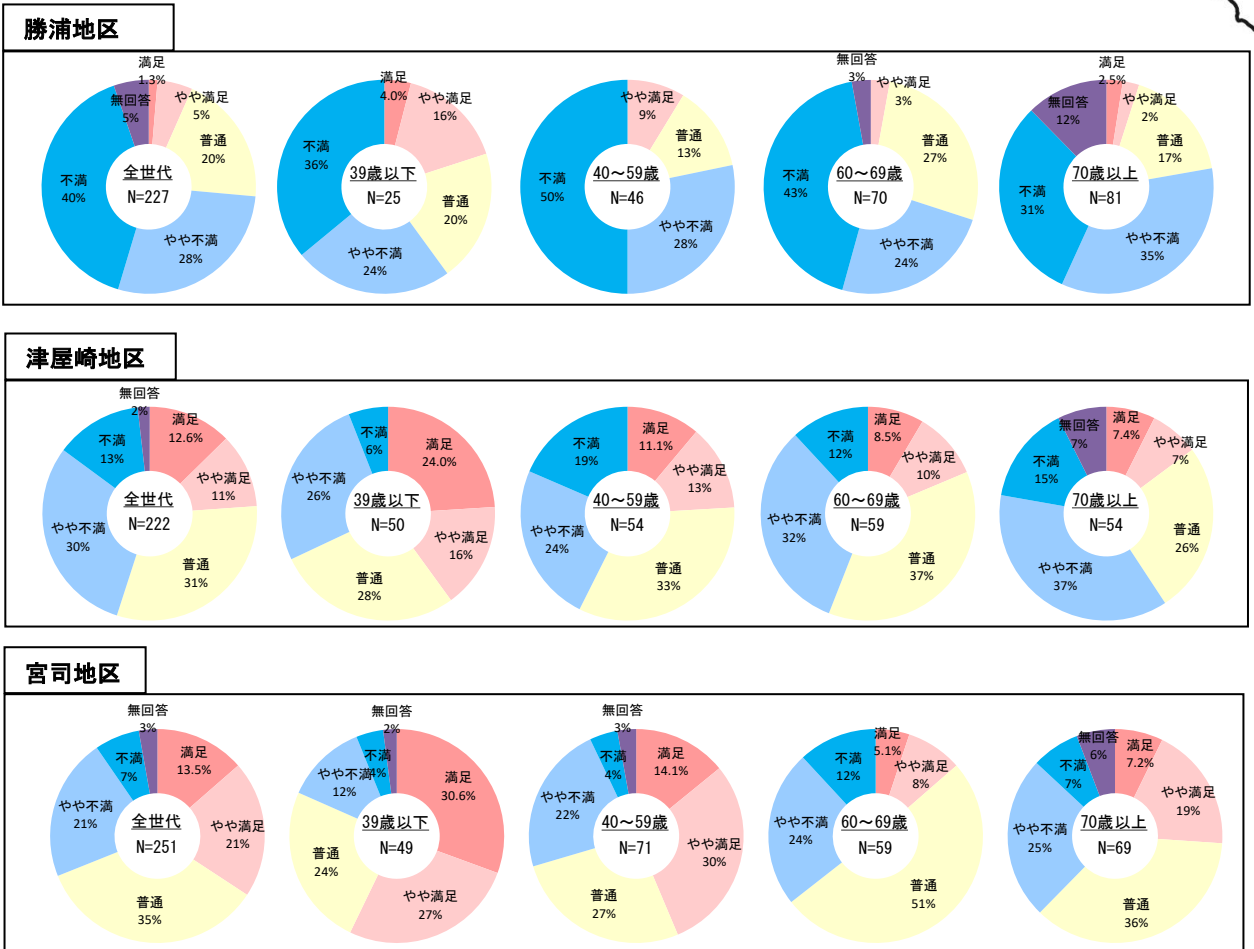 勝浦地区
満足
1.3%
やや満足
5%
普通
20%
やや不満
28%
不満
40%
無回答
5%
全世代
N=227
満足
4.0%
やや満足
16%
普通
20%
やや不満
24%
不満
36%
39歳以下
N=25
やや満足
9%
普通
13%
やや不満
28%
不満
50%
40～59歳
N=46
無回答
3%
やや満足
3%
普通
27%
やや不満
24%
不満
43%
60～69歳
N=70
満足
2.5%
やや満足
2%
普通
17%
やや不満
35%
不満
31%
無回答
12%
70歳以上
N=81
津屋崎地区
無回答
2%
満足
12.6%
やや満足
11%
普通
31%
やや不満
30%
不満
13%
全世代
N=222
満足
24.0%
やや満足
16%
普通
28%
やや不満
26%
不満
6%
39歳以下
N=50
満足
11.1%
やや満足
13%
普通
33%
やや不満
24%
不満
19%
40～59歳
N=54
満足
8.5%
やや満足
10%
普通
37%
やや不満
32%
不満
12%
60～69歳
N=59
満足
7.4%
やや満足
7%
普通
26%
やや不満
37%
不満
15%
無回答
7%
70歳以上
N=54
宮司地区
無回答
3%
満足
13.5%
やや満足
21%
普通
35%
やや不満
21%
不満
7%
全世代
N=251
無回答
2%
満足
30.6%
やや満足
27%
普通
24%
やや不満
12%
不満
4%
39歳以下
N=49
無回答
3%
満足
14.1%
やや満足
30%
普通
27%
やや不満
22%
不満
4%
40～59歳
N=71
満足
5.1%
やや満足
8%
普通
51%
やや不満
24%
不満
12%
60～69歳
N=59
無回答
6%
満足
7.2%
やや満足
19%
普通
36%
やや不満
25%
不満
7%
70歳以上
N=69